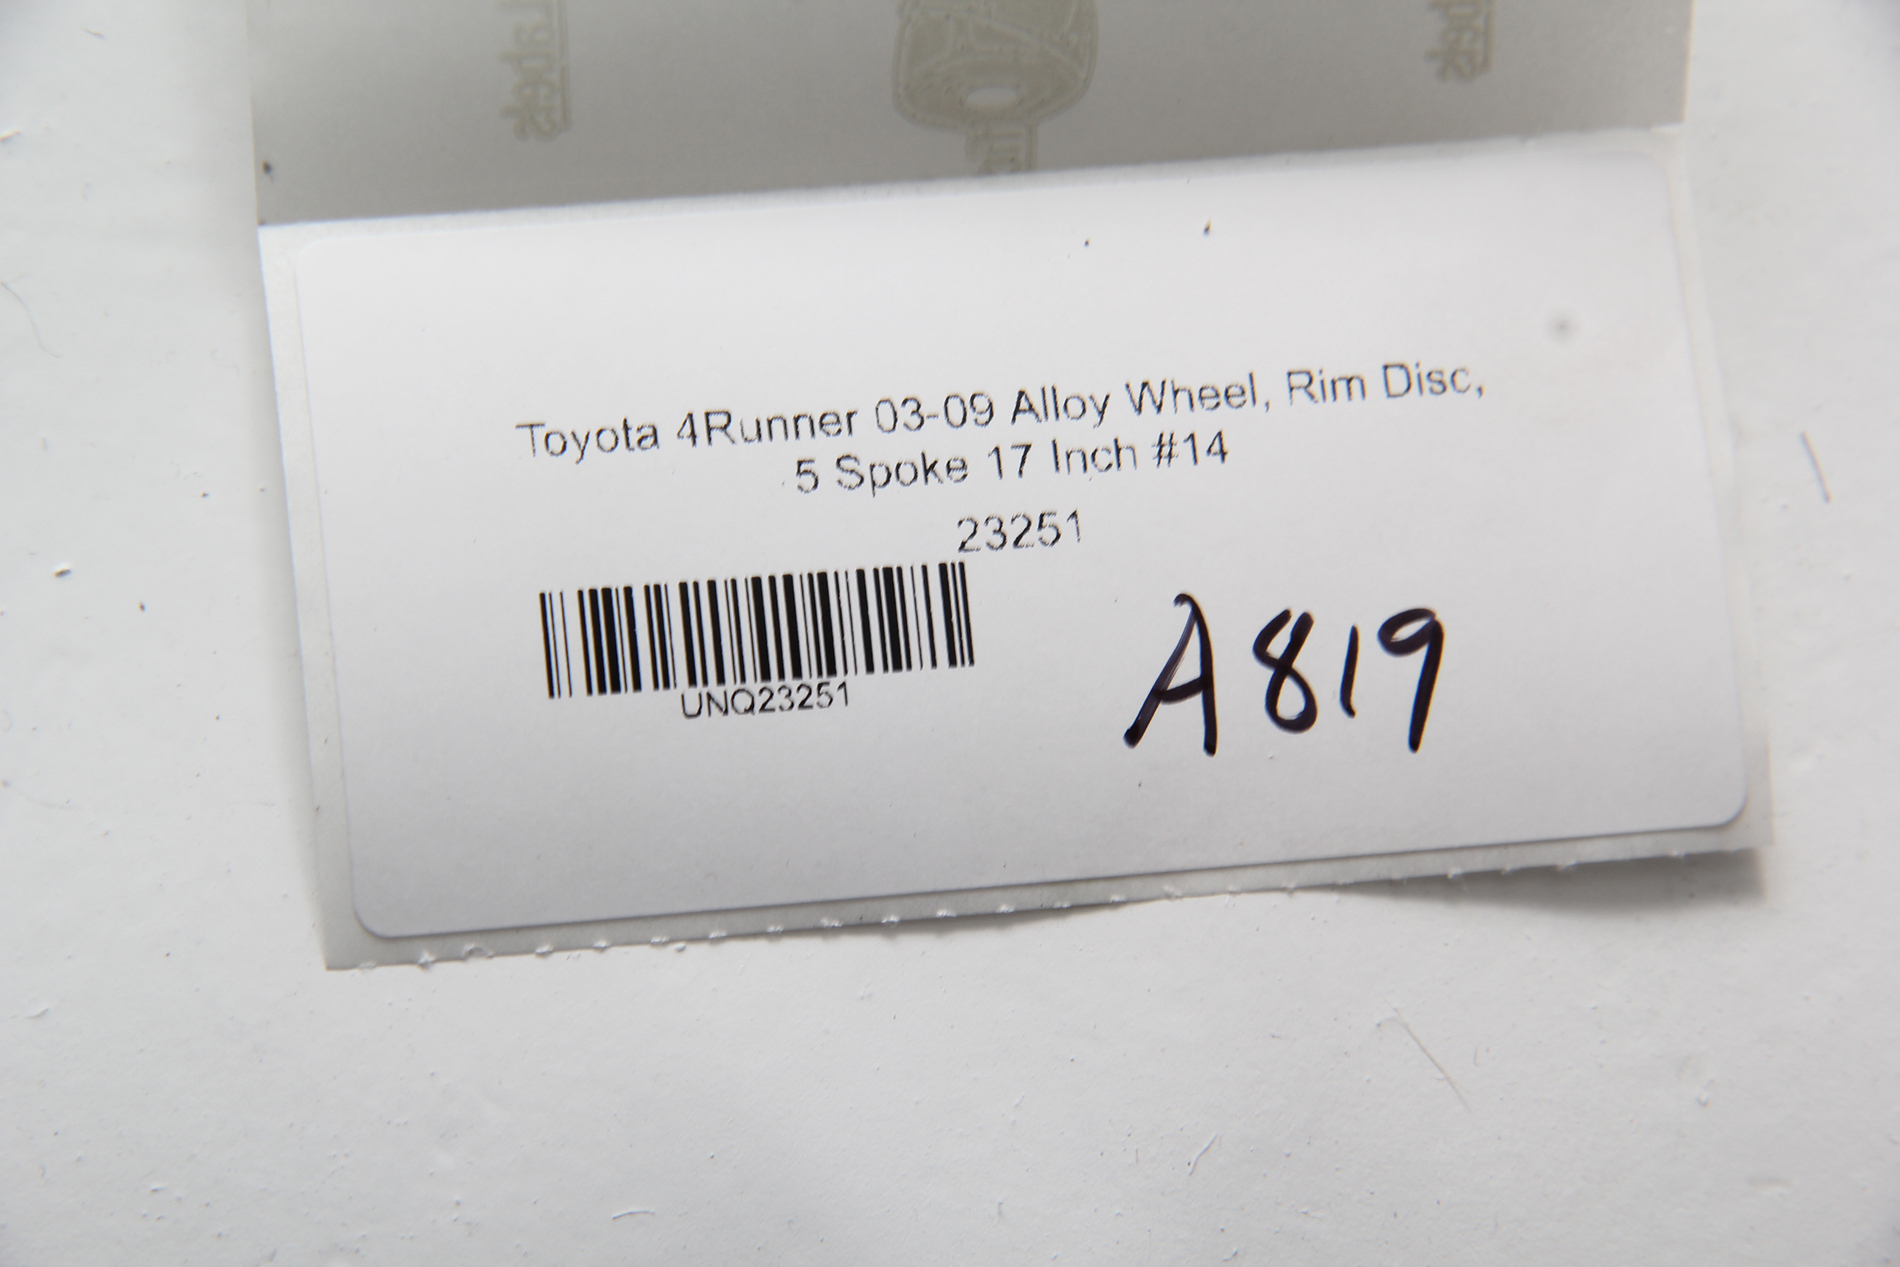 Toyota 4Runner 03-09 Alloy Wheel, Rim Disc,
5 Spoke 17 Inch #14
23251
UNQ23251
A819